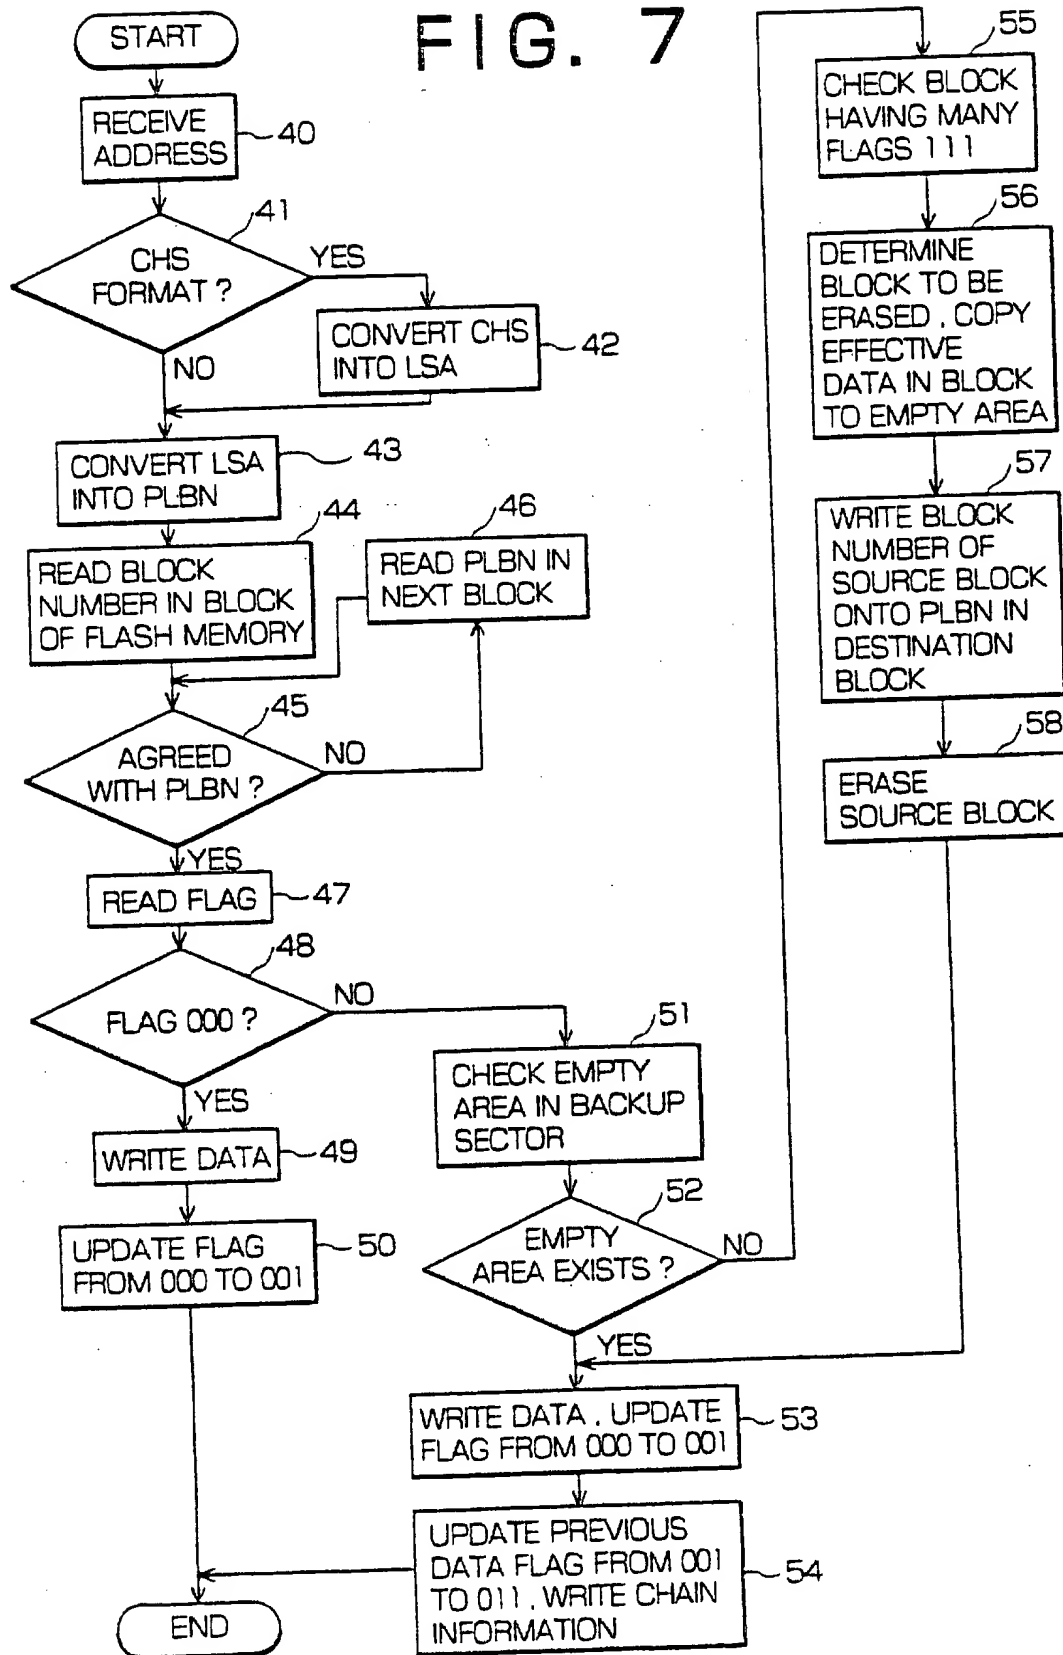 FIG. 7
START
RECEIVE
ADDRESS
40
41
CHS
FORMAT ?
YES
NO
CONVERT CHS
INTO LSA
42
CONVERT LSA
INTO PLBN
43
44
READ BLOCK
NUMBER IN BLOCK
OF FLASH MEMORY
46
READ PLBN IN
NEXT BLOCK
45
AGREED
WITH PLBN ?
NO
YES
READ FLAG
47
48
FLAG 000 ?
NO
YES
WRITE DATA
49
UPDATE FLAG
FROM 000 TO 001
50
51
CHECK EMPTY
AREA IN BACKUP
SECTOR
52
EMPTY
AREA EXISTS ?
NO
YES
WRITE DATA , UPDATE
FLAG FROM 000 TO 001
53
UPDATE PREVIOUS
DATA FLAG FROM 001
TO 011 , WRITE CHAIN
INFORMATION
54
END
55
CHECK BLOCK
HAVING MANY
FLAGS 111
56
DETERMINE
BLOCK TO BE
ERASED , COPY
EFFECTIVE
DATA IN BLOCK
TO EMPTY AREA
57
WRITE BLOCK
NUMBER OF
SOURCE BLOCK
ONTO PLBN IN
DESTINATION
BLOCK
58
ERASE
SOURCE BLOCK